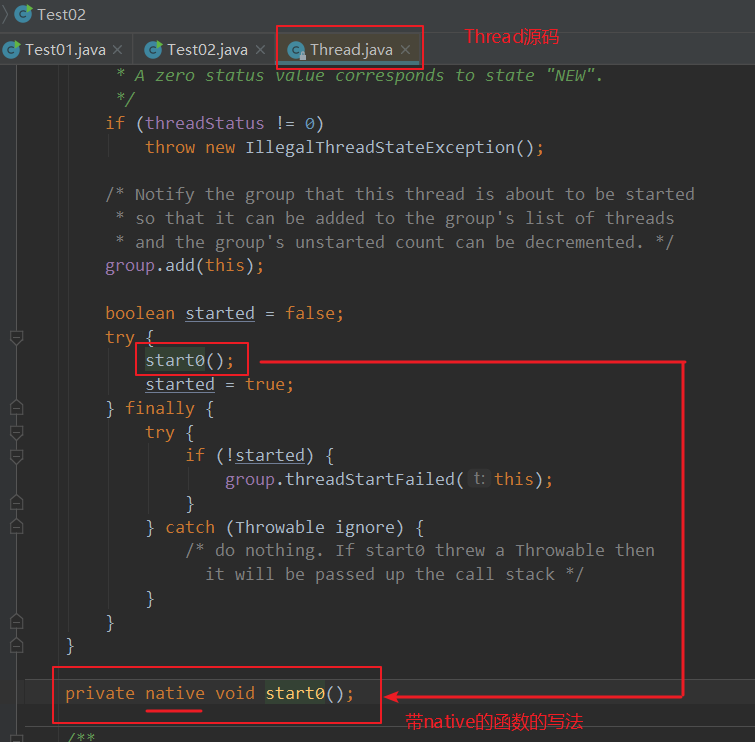 Test02
Test01.java × Test02.java × Thread.java × Thread源码
* A zero status value corresponds to state "NEW".
*/
if (threadStatus != 0)
throw new IllegalThreadStateException();
/* Notify the group that this thread is about to be started
* so that it can be added to the group's list of threads
* and the group's unstarted count can be decremented. */
group.add(this);
boolean started = false;
try {
start0();
started = true;
} finally {
try {
if (!started) {
group.threadStartFailed( t: this);
}
} catch (Throwable ignore) {
/* do nothing. If start0 threw a Throwable then
it will be passed up the call stack */
}
}
}
private native void start0();
带native的函数的写法
/**